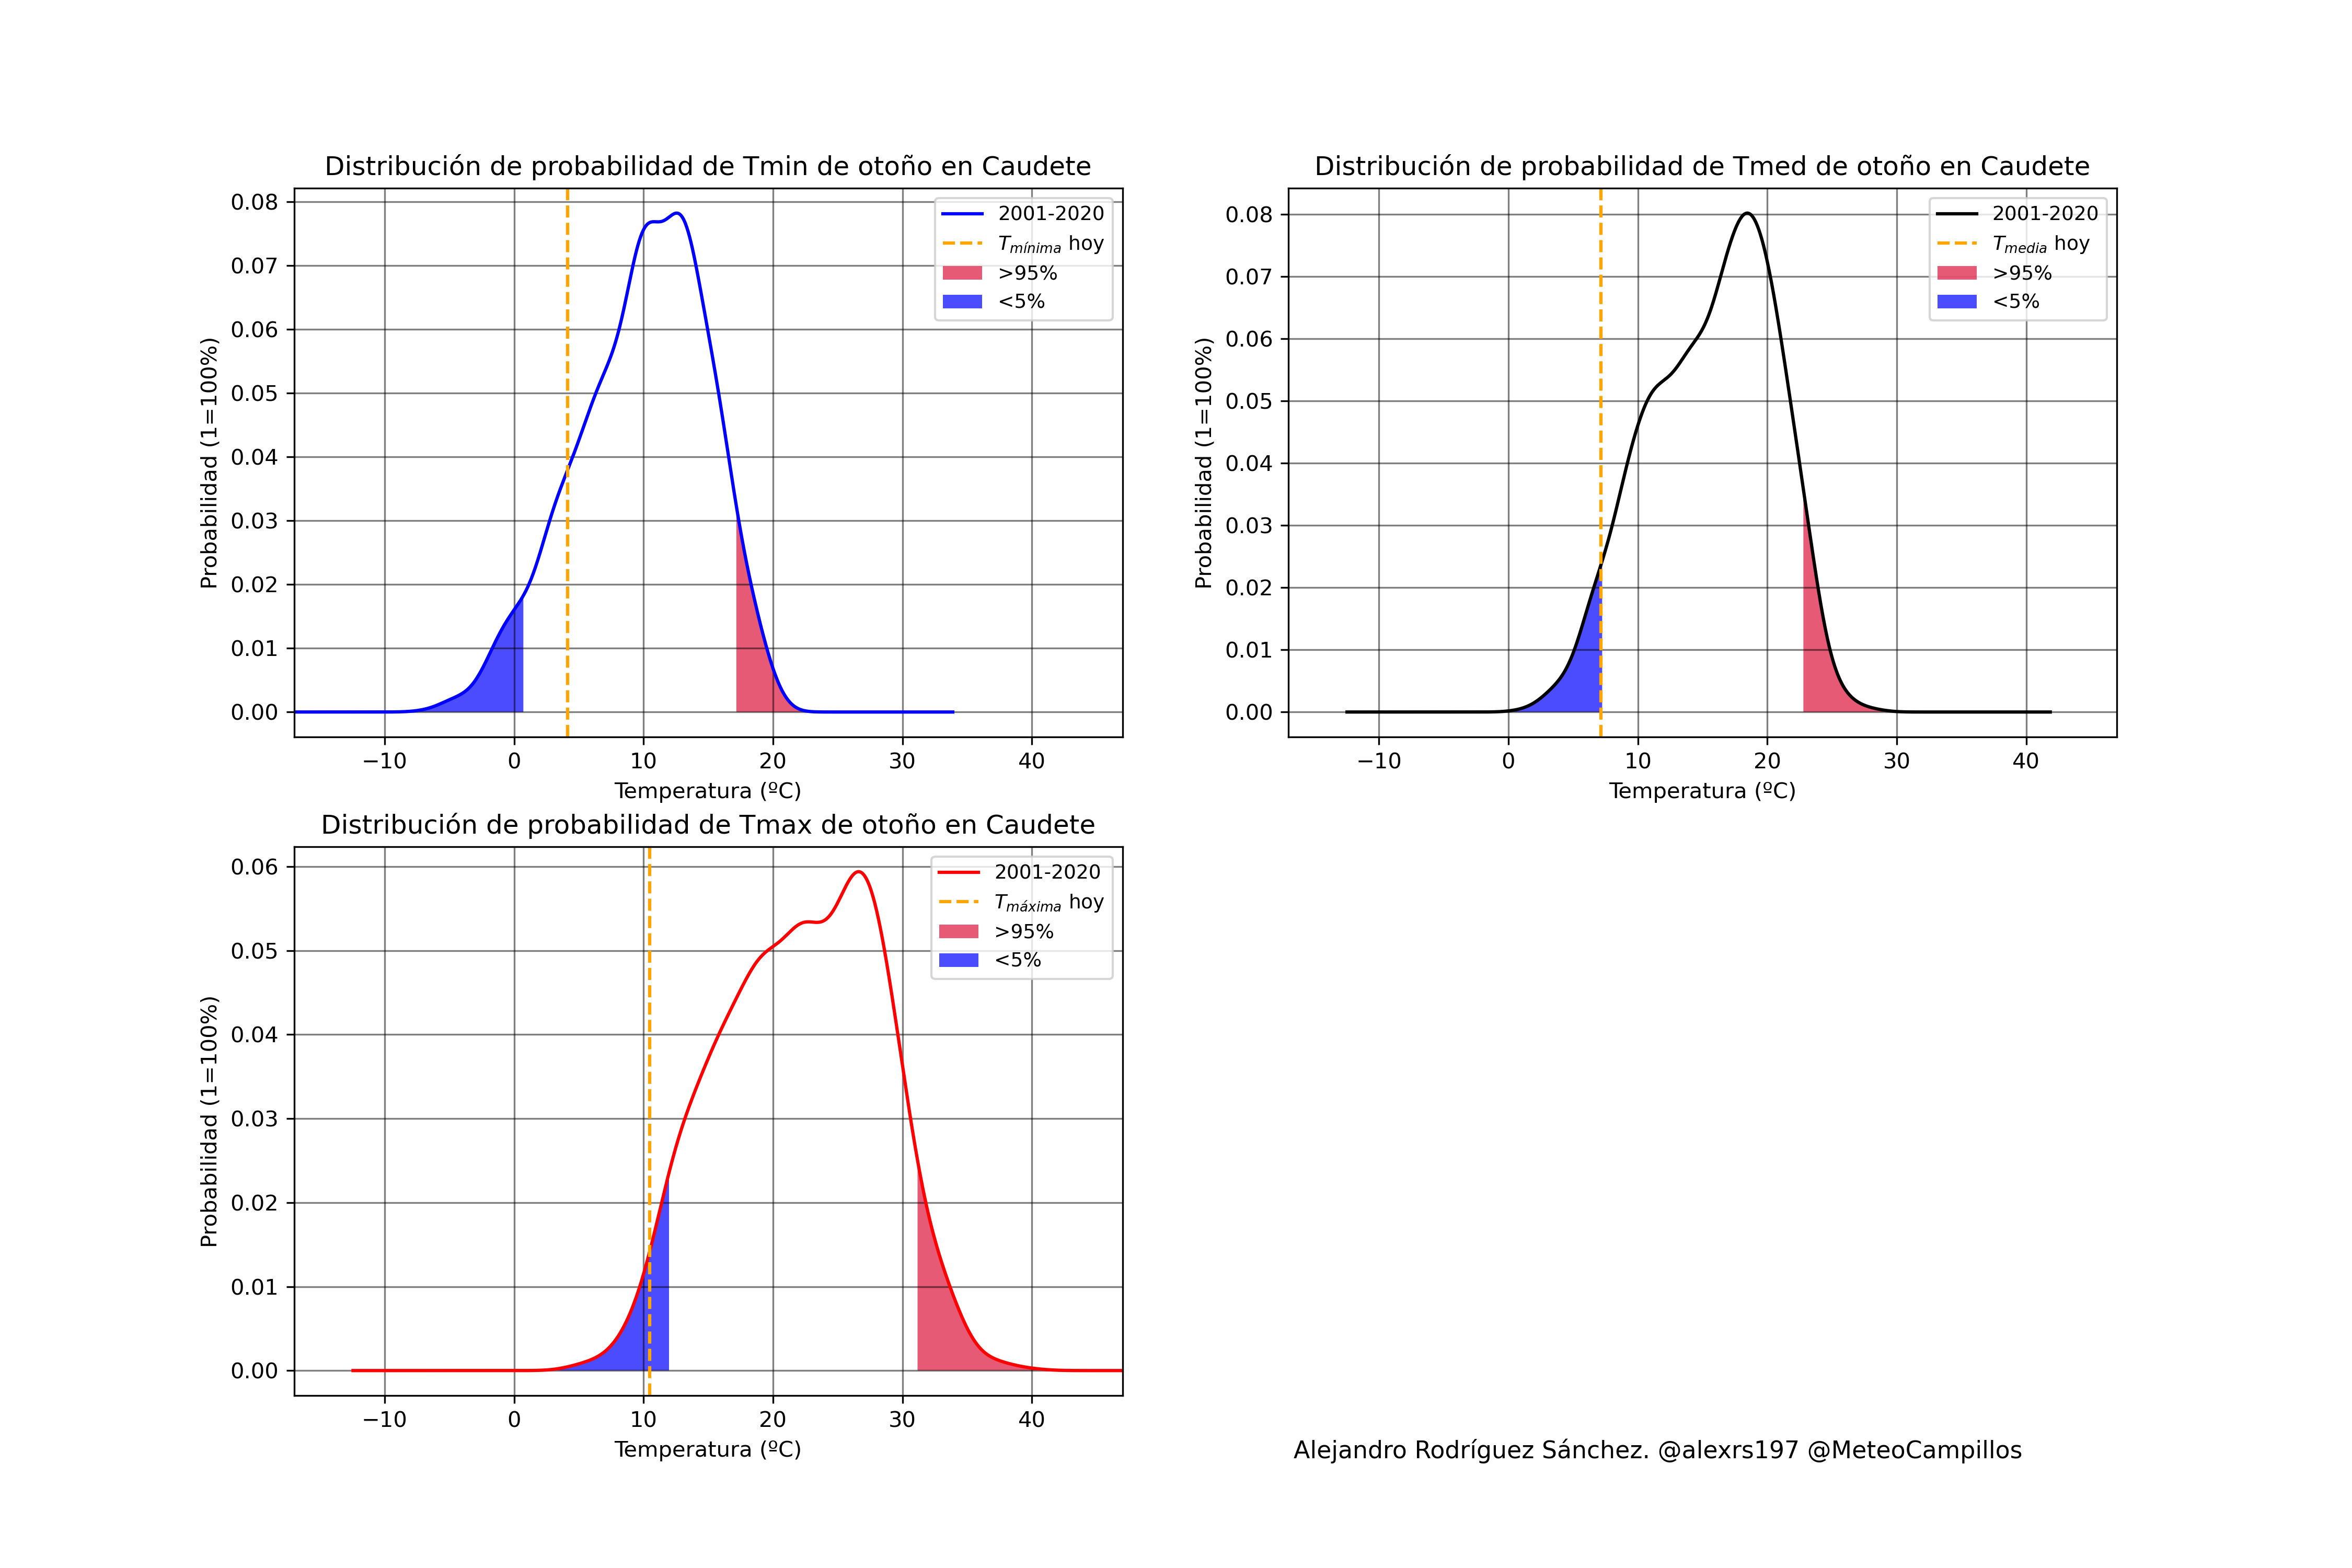 Distribución de probabilidad de Tmin de otoño en Caudete
0.08
0.07
0.06
0.05
0.04
0.03
0.02
0.01
0.00
Probabilidad (1=100%)
2001-2020
Tmínima hoy
>95%
<5%
−10 0 10 20 30 40
Temperatura (ºC)
Distribución de probabilidad de Tmed de otoño en Caudete
0.08
0.07
0.06
0.05
0.04
0.03
0.02
0.01
0.00
Probabilidad (1=100%)
2001-2020
Tmedia hoy
>95%
<5%
−10 0 10 20 30 40
Temperatura (ºC)
Distribución de probabilidad de Tmax de otoño en Caudete
0.06
0.05
0.04
0.03
0.02
0.01
0.00
Probabilidad (1=100%)
2001-2020
Tmáxima hoy
>95%
<5%
−10 0 10 20 30 40
Temperatura (ºC)
Alejandro Rodríguez Sánchez. @alexrs197 @MeteoCampillos